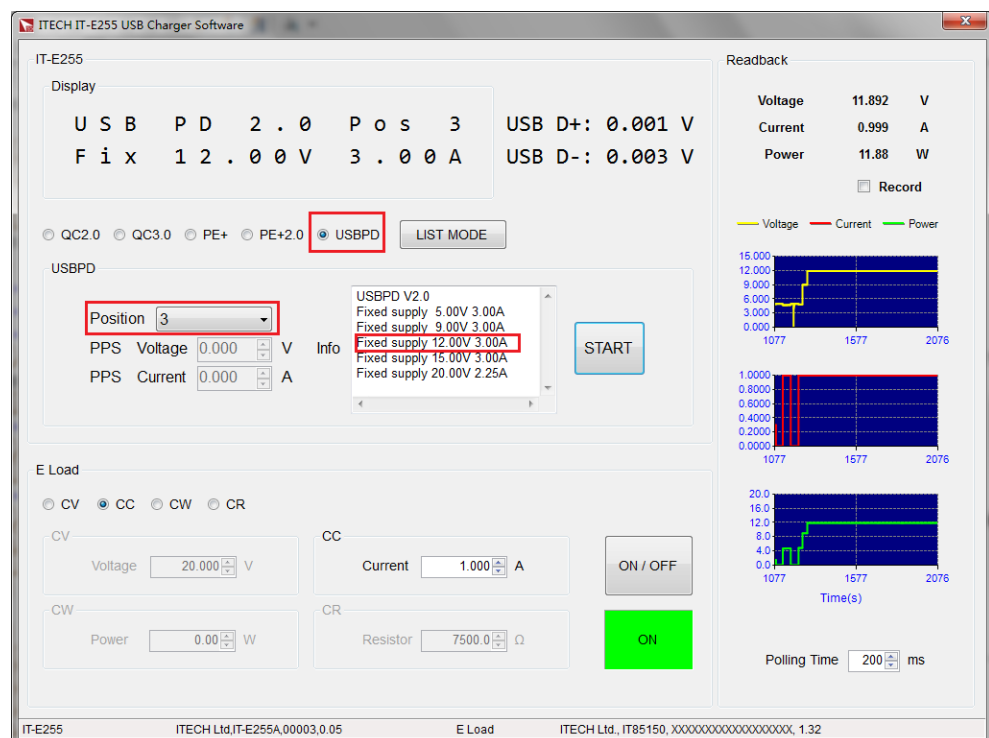 ITECH IT-E255 USB Charger Software
IT-E255
Display
USB PD 2.0 Pos 3
Fix 12.00V 3.00A
USB D+: 0.001 V
USB D-: 0.003 V
QC2.0 QC3.0 PE+ PE+2.0 USBPD LIST MODE
USBPD
Position 3
PPS Voltage 0.000 V
PPS Current 0.000 A
Info
USBPD V2.0
Fixed supply 5.00V 3.00A
Fixed supply 9.00V 3.00A
Fixed supply 12.00V 3.00A
Fixed supply 15.00V 3.00A
Fixed supply 20.00V 2.25A
START
E Load
CV CC CW CR
CV
Voltage 20.000 V
CC
Current 1.000 A
ON / OFF
CW
Power 0.00 W
CR
Resistor 7500.0 Ω
ON
Readback
Voltage 11.892 V
Current 0.999 A
Power 11.88 W
Record
Voltage Current Power
15.000
12.000
9.000
6.000
3.000
0.000
1077 1577 2076
1.0000
0.8000
0.6000
0.4000
0.2000
0.0000
1077 1577 2076
20.0
16.0
12.0
8.0
4.0
0.0
1077 1577 2076
Time(s)
Polling Time 200 ms
IT-E255 ITECH Ltd,IT-E255A,00003,0.05 E Load ITECH Ltd., IT85150, XXXXXXXXXXXXXXXXXX, 1.32